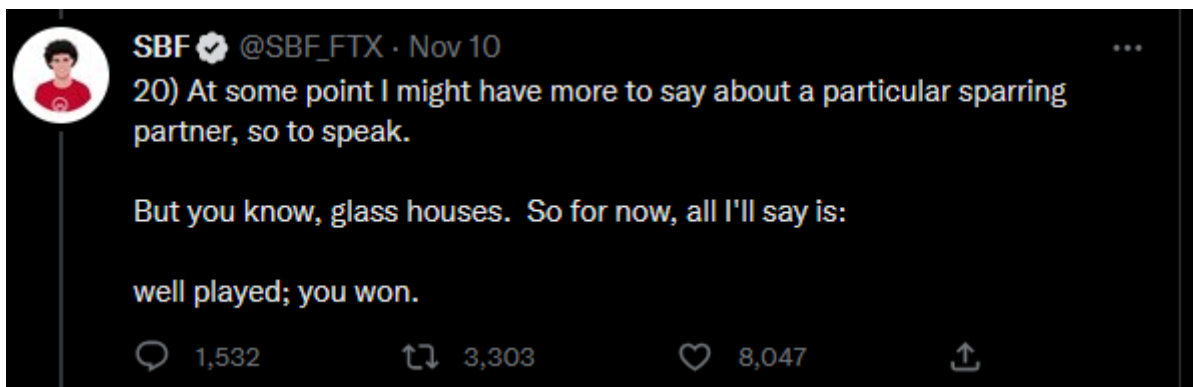 SBF @SBF_FTX · Nov 10
20) At some point I might have more to say about a particular sparring
partner, so to speak.
But you know, glass houses.  So for now, all I'll say is:
well played; you won.
1,532 3,303 8,047